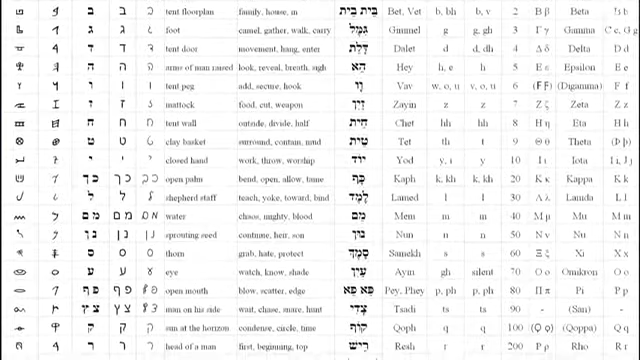 ב ב tent floorplan family, house, in בֵּית בֵית Bet, Vet b, bh b, v 2 Β β Beta B b
ג ג foot camel, gather, walk, carry גִּמֶל Gimmel g g, gh 3 Γ γ Gamma C c, G g
ד ד tent door movement, hang, enter דָּלֶת Dalet d d, dh 4 Δ δ Delta D d
ה ה arms of man raised look, reveal, breath, sigh הֵא Hey h, e h 5 Ε ε Epsilon E e
ו ו tent peg add, secure, hook וָו Vav w, o, u v, o, u 6 (Ϝ ϝ) (Digamma) F f
ז ז mattock food, cut, weapon זַיִן Zayin z z 7 Ζ ζ Zeta Z z
ח ח tent wall outside, divide, half חֵית Chet hh hh 8 Η η Eta H h
ט ט clay basket surround, contain, mud טֵית Tet th t 9 Θ θ Theta (Þ þ)
י י closed hand work, throw, worship יוֹד Yod y, i y 10 Ι ι Iota I i, J j
כ ך כ ך open palm bend, open, allow, tame כַּף Kaph k, kh k, kh 20 Κ κ Kappa K k
ל ל shepherd staff teach, yoke, toward, bind לָמֶד Lamed l l 30 Λ λ Lamda L l
מ ם מ ם water chaos, mighty, blood מֵם Mem m m 40 Μ μ Mu M m
נ ן נ ן sprouting seed continue, heir, son נוּן Nun n n 50 Ν ν Nu N n
ס ס thorn grab, hate, protect סָמֶך Samekh s s 60 Ξ ξ Xi X x
ע ע eye watch, know, shade עַיִן Ayin gh silent 70 Ο ο Omikron O o
פ ף פ ף open mouth blow, scatter, edge פֵּא פֵא Pey, Phey p, ph p, ph 80 Π π Pi P p
צ ץ צ ץ man on his side wait, chase, snare, hunt צָדִי Tsadi ts ts 90 - (San) -
ק ק sun at the horizon condense, circle, time קוֹף Qoph q q 100 (Ϙ ϙ) (Qoppa) Q q
ר ר head of a man first, beginning, top רֵישׁ Resh r r 200 Ρ ρ Rho R r